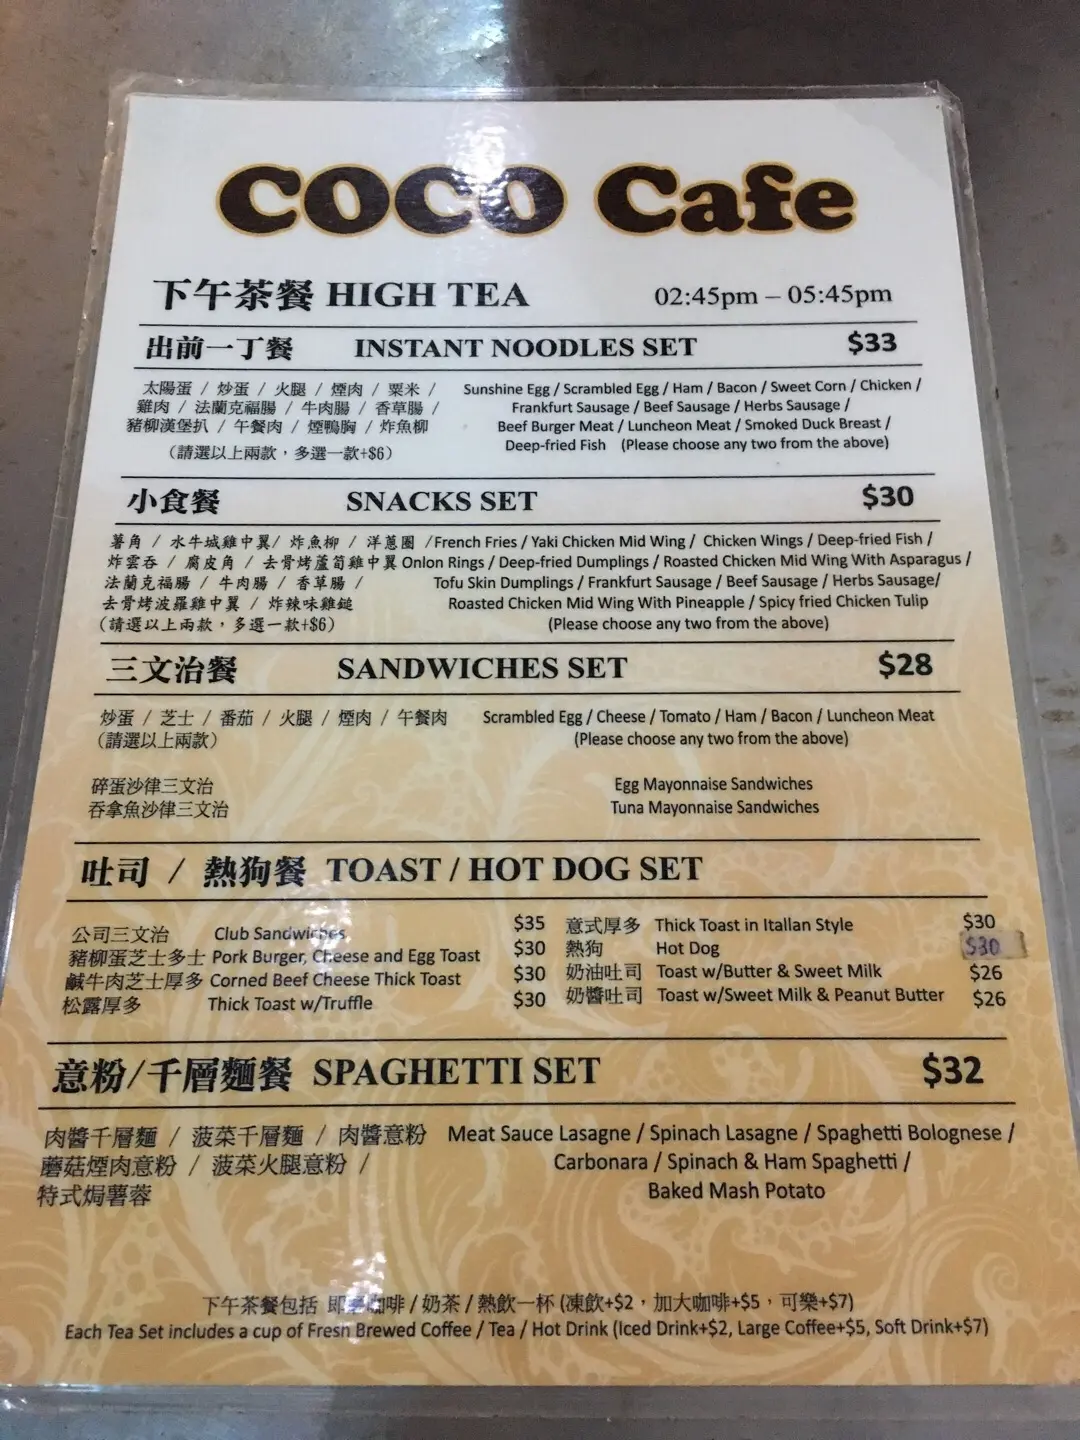 COCO Cafe
下午茶餐 HIGH TEA 02:45pm – 05:45pm
出前一丁餐 INSTANT NOODLES SET $33
太陽蛋 / 炒蛋 / 火腿 / 煙肉 / 粟米 / Sunshine Egg / Scrambled Egg / Ham / Bacon / Sweet Corn / Chicken /
雞肉 / 法蘭克福腸 / 牛肉腸 / 香草腸 / Frankfurt Sausage / Beef Sausage / Herbs Sausage /
豬柳漢堡扒 / 午餐肉 / 煙鴨胸 / 炸魚柳 Beef Burger Meat / Luncheon Meat / Smoked Duck Breast /
(請選以上兩款，多選一款+$6) Deep-fried Fish (Please choose any two from the above)
小食餐 SNACKS SET $30
薯角 / 水牛城雞中翼/ 炸魚柳 / 洋蔥圈 /French Fries / Yaki Chicken Mid Wing / Chicken Wings / Deep-fried Fish /
炸雲吞 / 腐皮角 / 去骨烤蘆筍雞中翼 Onlon Rings / Deep-fried Dumplings / Roasted Chicken Mid Wing With Asparagus /
法蘭克福腸 / 牛肉腸 / 香草腸 / Tofu Skin Dumplings / Frankfurt Sausage / Beef Sausage / Herbs Sausage/
去骨烤波羅雞中翼 / 炸辣味雞鎚 Roasted Chicken Mid Wing With Pineapple / Spicy fried Chicken Tulip
(請選以上兩款，多選一款+$6) (Please choose any two from the above)
三文治餐 SANDWICHES SET $28
炒蛋 / 芝士 / 番茄 / 火腿 / 煙肉 / 午餐肉 Scrambled Egg / Cheese / Tomato / Ham / Bacon / Luncheon Meat
(請選以上兩款) (Please choose any two from the above)
碎蛋沙律三文治 Egg Mayonnaise Sandwiches
吞拿魚沙律三文治 Tuna Mayonnaise Sandwiches
吐司 / 熱狗餐 TOAST / HOT DOG SET
公司三文治 Club Sandwiches $35 意式厚多 Thick Toast in Itallan Style $30
豬柳蛋芝士多士 Pork Burger, Cheese and Egg Toast $30 熱狗 Hot Dog $30
鹹牛肉芝士厚多 Corned Beef Cheese Thick Toast $30 奶油吐司 Toast w/Butter & Sweet Milk $26
松露厚多 Thick Toast w/Truffle $30 奶醬吐司 Toast w/Sweet Milk & Peanut Butter $26
意粉/千層麵餐 SPAGHETTI SET $32
肉醬千層麵 / 菠菜千層麵 / 肉醬意粉 Meat Sauce Lasagne / Spinach Lasagne / Spaghetti Bolognese /
蘑菇煙肉意粉 / 菠菜火腿意粉 / Carbonara / Spinach & Ham Spaghetti /
特式焗薯蓉 Baked Mash Potato
下午茶餐包括 即磨咖啡 / 奶茶 / 熱飲一杯 (凍飲+$2，加大咖啡+$5，可樂+$7)
Each Tea Set includes a cup of Fresh Brewed Coffee / Tea / Hot Drink (Iced Drink+$2, Large Coffee+$5, Soft Drink+$7)